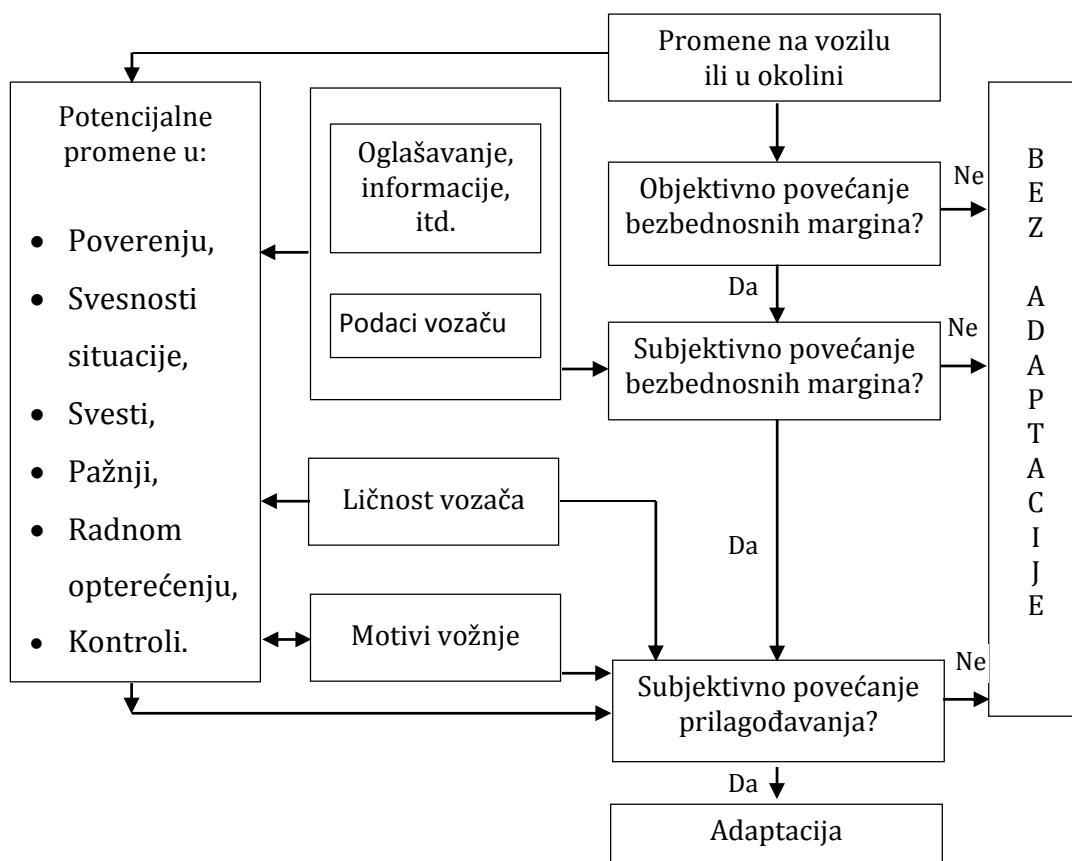 Promene na vozilu
ili u okolini
Potencijalne
promene u:
• Poverenju,
• Svesnosti
situacije,
• Svesti,
• Pažnji,
• Radnom
opterećenju,
• Kontroli.
Oglašavanje,
informacije,
itd.
Podaci vozaču
Objektivno povećanje
bezbednosnih margina?
Ne
Da
Subjektivno povećanje
bezbednosnih margina?
Ne
Da
Ličnost vozača
Motivi vožnje
Subjektivno povećanje
prilagođavanja?
Ne
Da
Adaptacija
B
E
Z
A
D
A
P
T
A
C
I
J
E